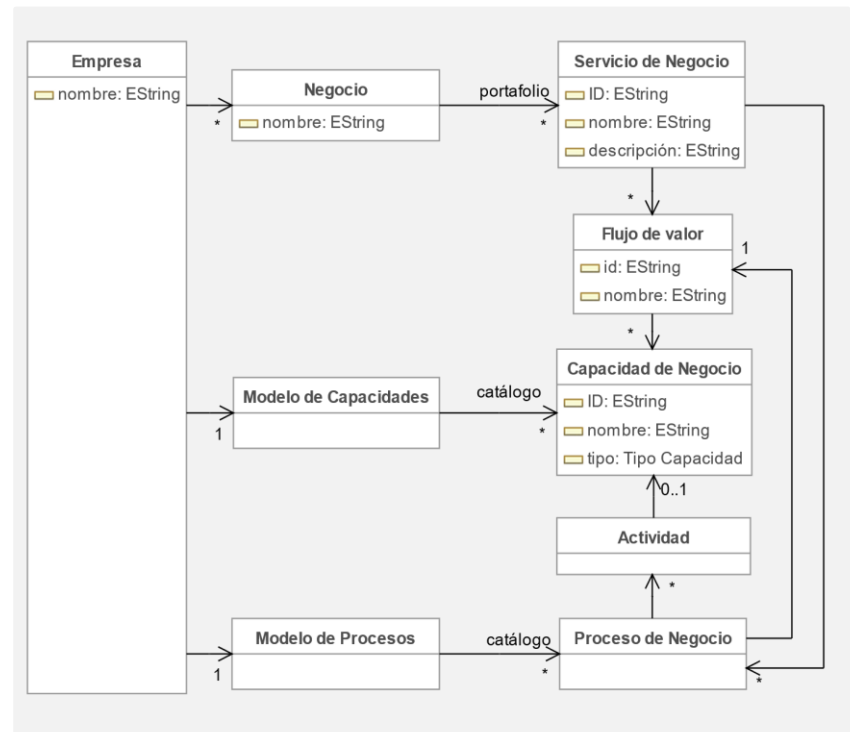 Empresa
nombre: EString
*
Negocio
nombre: EString
portafolio
*
Servicio de Negocio
ID: EString
nombre: EString
descripción: EString
*
Flujo de valor
id: EString
nombre: EString
1
*
Modelo de Capacidades
1
catálogo
*
Capacidad de Negocio
ID: EString
nombre: EString
tipo: Tipo Capacidad
0..1
Actividad
*
Modelo de Procesos
1
catálogo
*
Proceso de Negocio
*